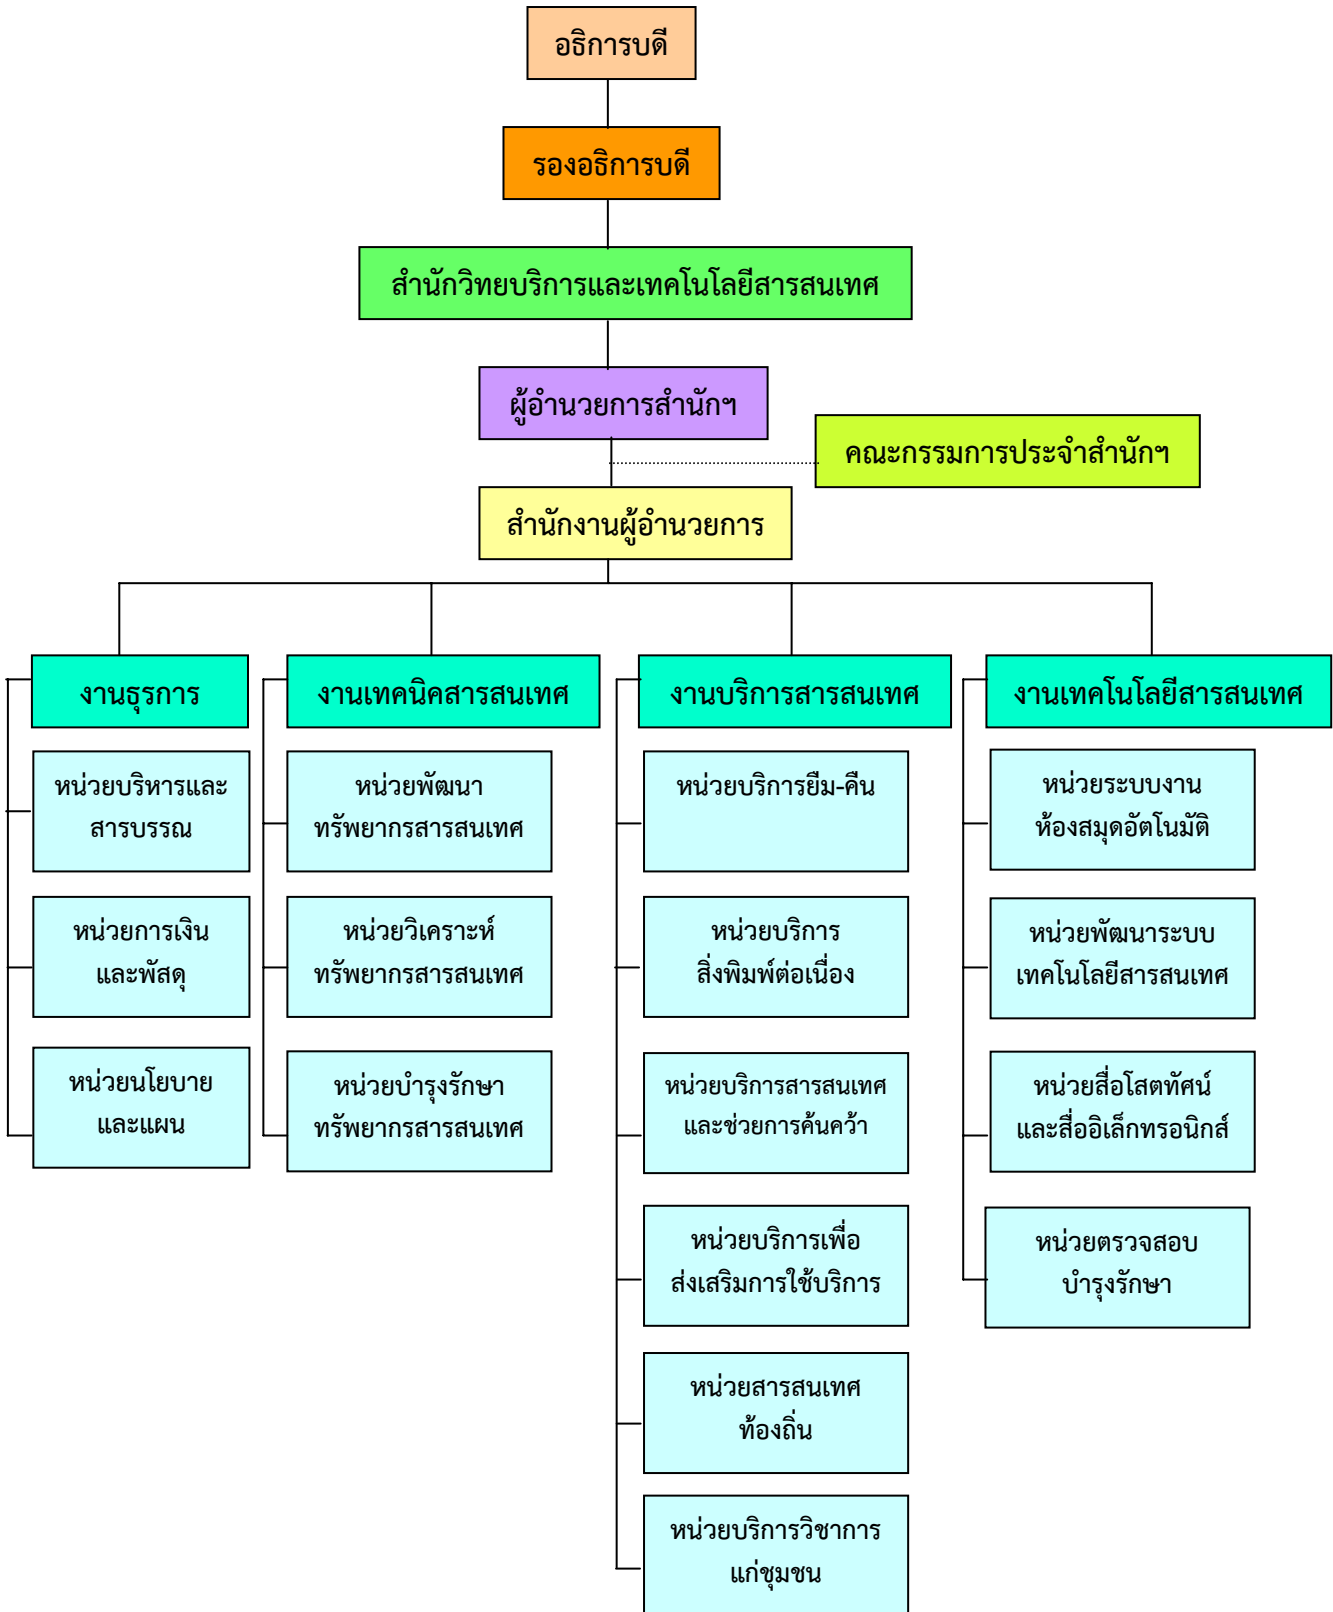 อธิการบดี
รองอธิการบดี
สำนักวิทยบริการและเทคโนโลยีสารสนเทศ
ผู้อำนวยการสำนักฯ
คณะกรรมการประจำสำนักฯ
สำนักงานผู้อำนวยการ
งานธุรการ
หน่วยบริหารและ
สารบรรณ
หน่วยการเงิน
และพัสดุ
หน่วยนโยบาย
และแผน
งานเทคนิคสารสนเทศ
หน่วยพัฒนา
ทรัพยากรสารสนเทศ
หน่วยวิเคราะห์
ทรัพยากรสารสนเทศ
หน่วยบำรุงรักษา
ทรัพยากรสารสนเทศ
งานบริการสารสนเทศ
หน่วยบริการยืม-คืน
หน่วยบริการ
สิ่งพิมพ์ต่อเนื่อง
หน่วยบริการสารสนเทศ
และช่วยการค้นคว้า
หน่วยบริการเพื่อ
ส่งเสริมการใช้บริการ
หน่วยสารสนเทศ
ท้องถิ่น
หน่วยบริการวิชาการ
แก่ชุมชน
งานเทคโนโลยีสารสนเทศ
หน่วยระบบงาน
ห้องสมุดอัตโนมัติ
หน่วยพัฒนาระบบ
เทคโนโลยีสารสนเทศ
หน่วยสื่อโสตทัศน์
และสื่ออิเล็กทรอนิกส์
หน่วยตรวจสอบ
บำรุงรักษา